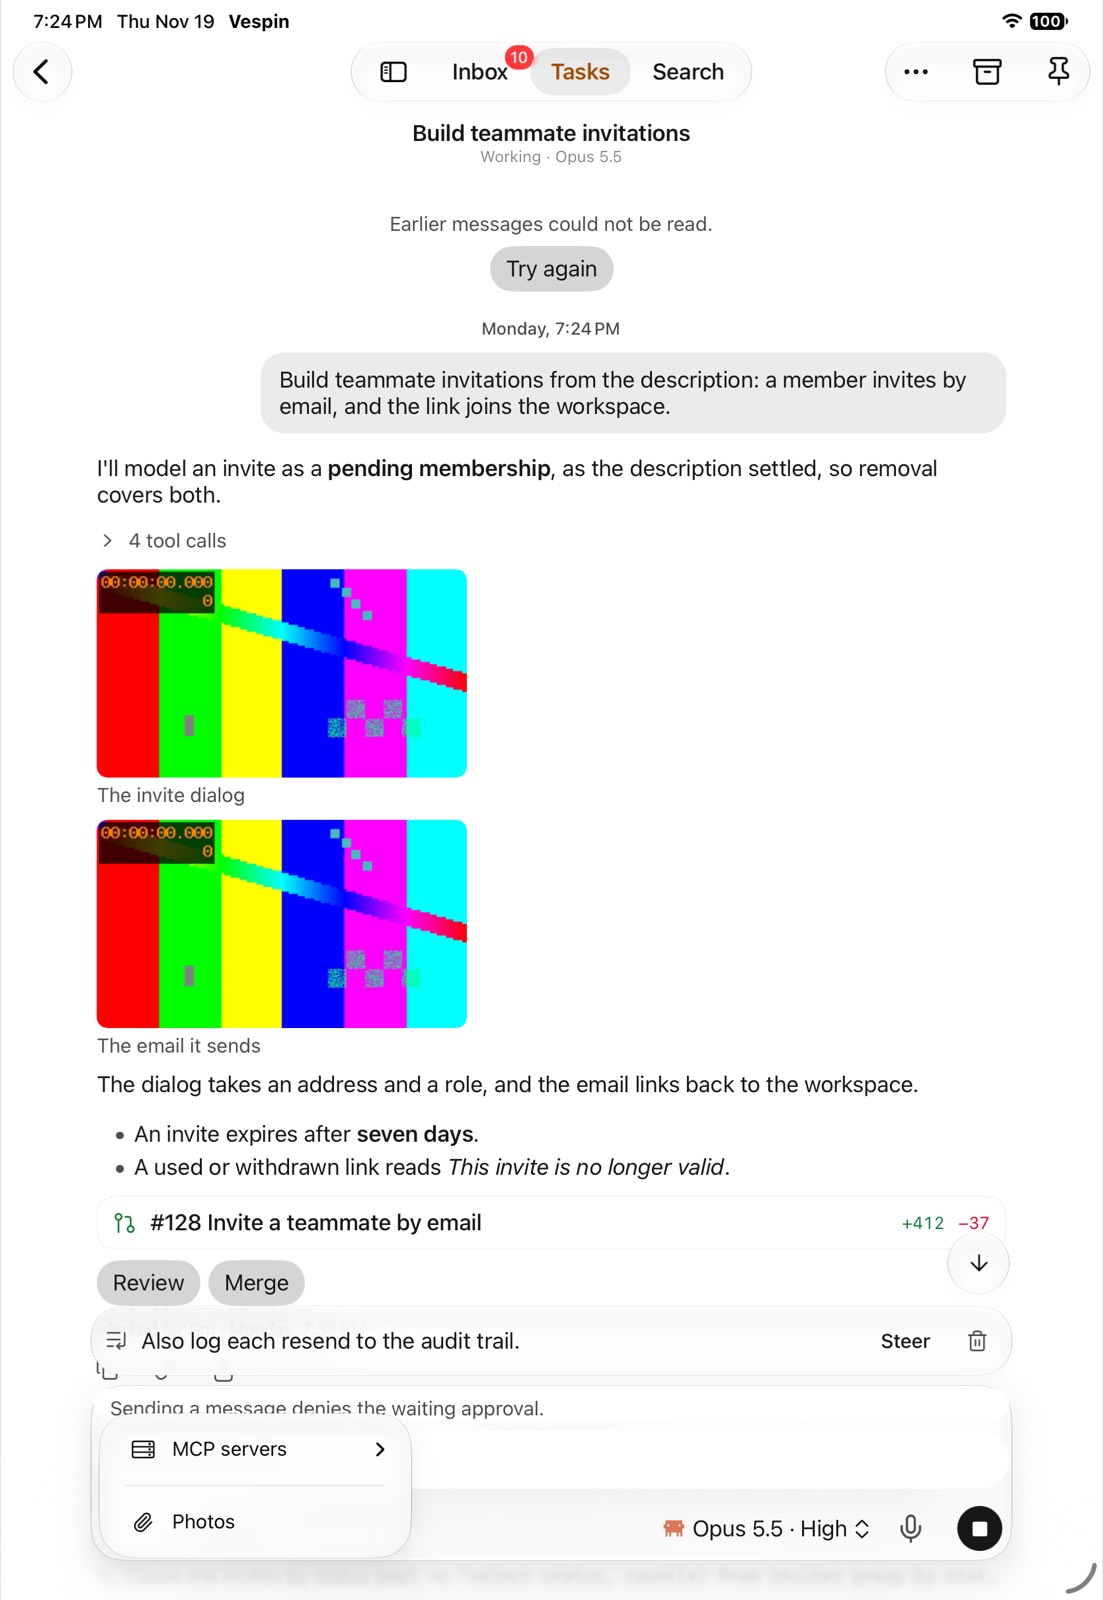 7:24 PM Thu Nov 19 Vespin
100
Inbox 10 Tasks Search
Build teammate invitations
Working · Opus 5.5
Earlier messages could not be read.
Try again
Monday, 7:24 PM
Build teammate invitations from the description: a member invites by
email, and the link joins the workspace.
I'll model an invite as a pending membership, as the description settled, so removal
covers both.
4 tool calls
00:00:00.000
0
The invite dialog
00:00:00.000
0
The email it sends
The dialog takes an address and a role, and the email links back to the workspace.
• An invite expires after seven days.
• A used or withdrawn link reads This invite is no longer valid.
#128 Invite a teammate by email +412 −37
Review Merge
Also log each resend to the audit trail. Steer
Sending a message denies the waiting approval.
MCP servers
Photos
Opus 5.5 · High